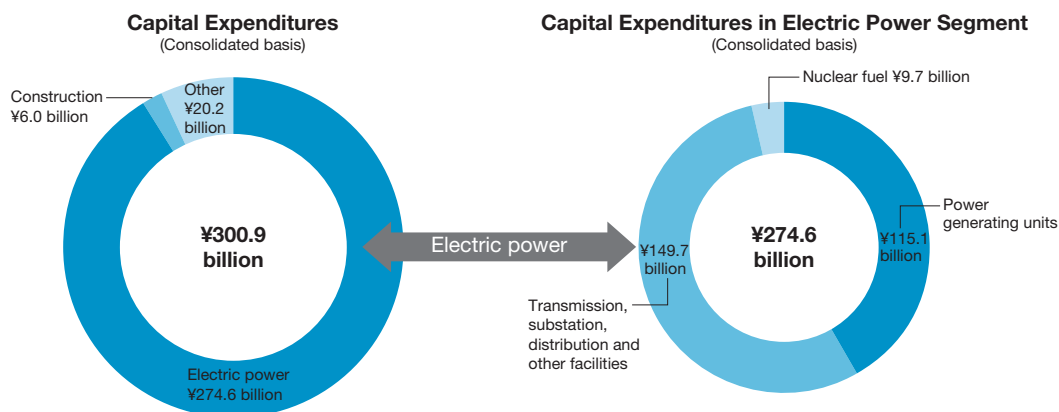 Capital Expenditures
(Consolidated basis)
Construction
¥6.0 billion
Other
¥20.2
billion
¥300.9
billion
Electric power
¥274.6 billion
Electric power
Capital Expenditures in Electric Power Segment
(Consolidated basis)
Nuclear fuel ¥9.7 billion
Power
generating units
¥115.1
billion
¥274.6
billion
¥149.7
billion
Transmission,
substation,
distribution and
other facilities